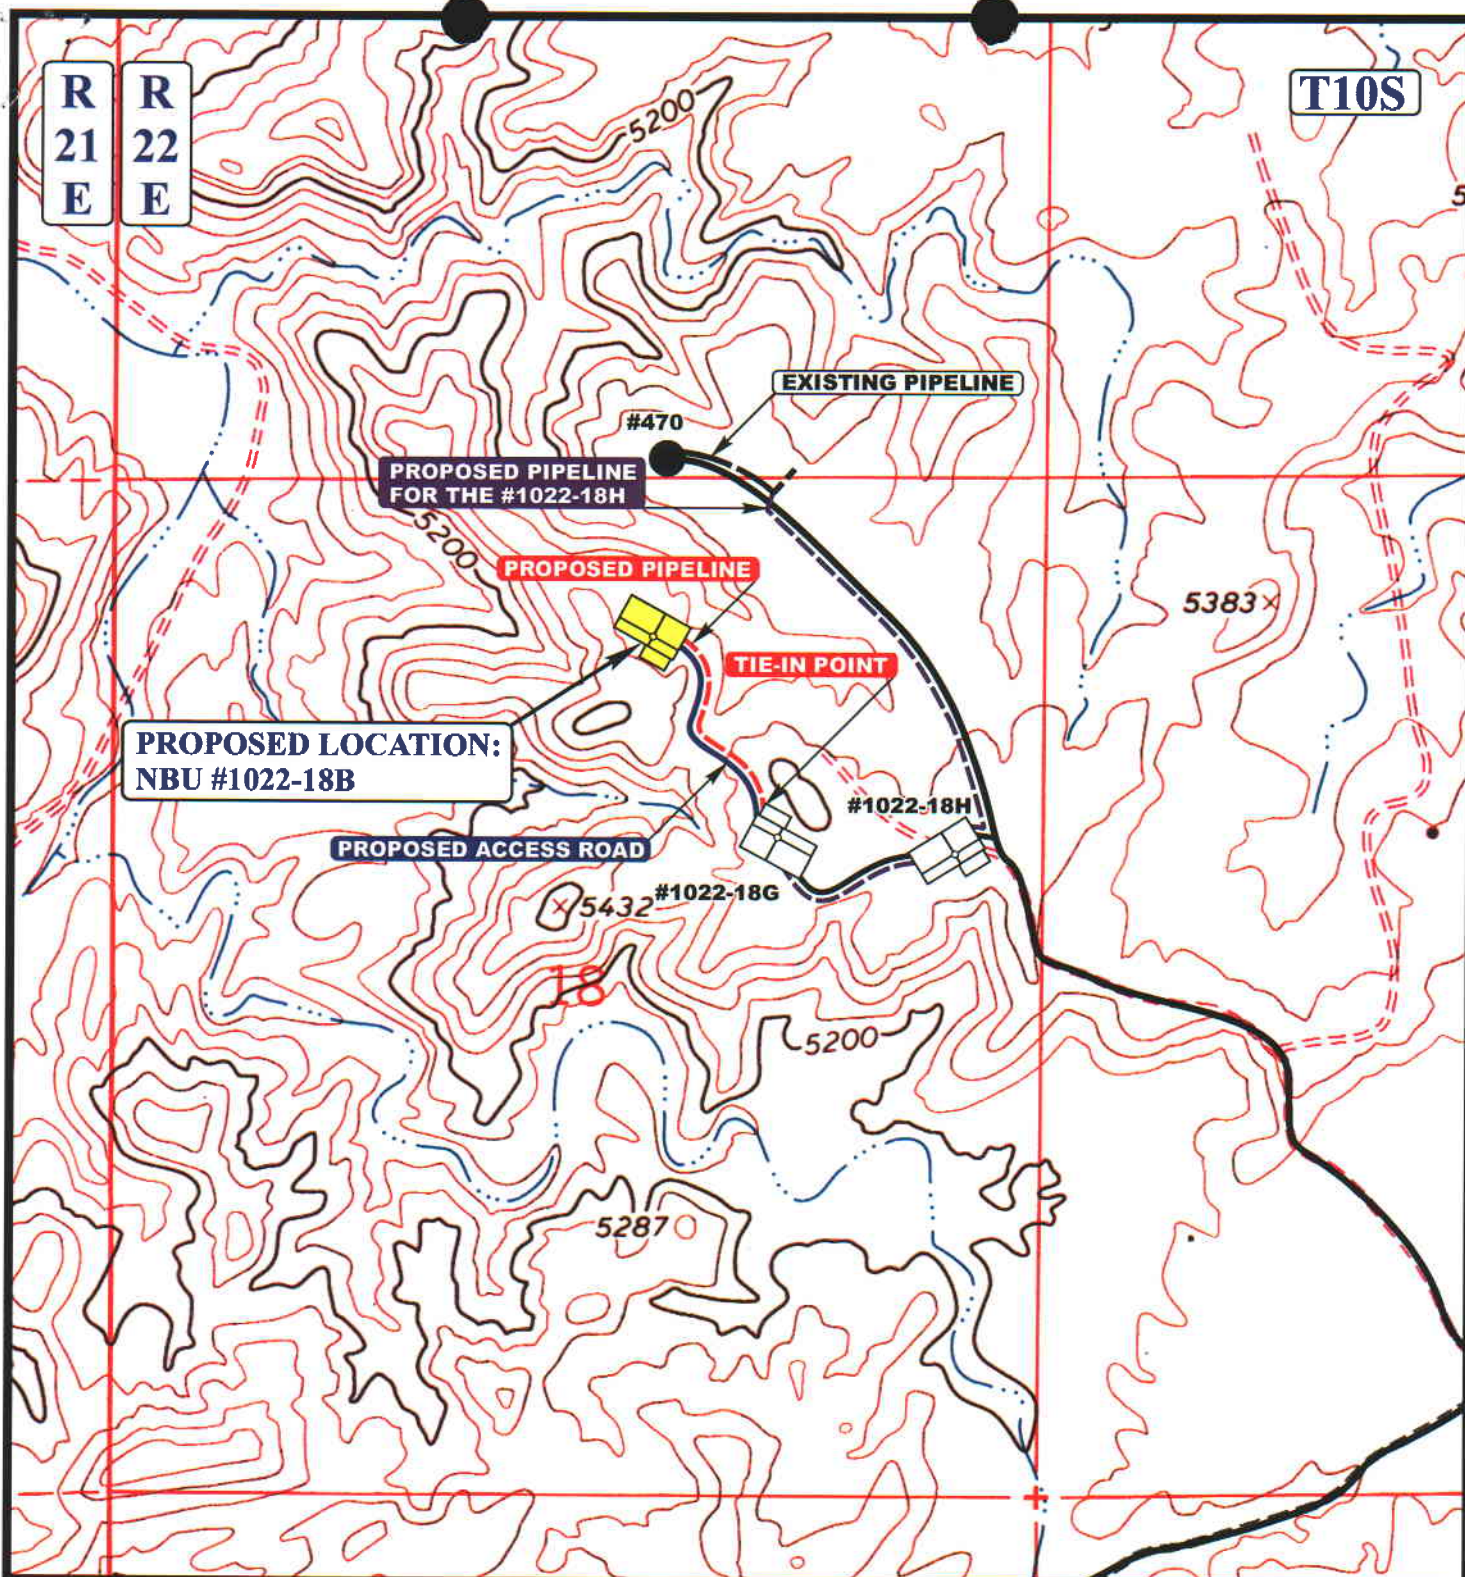 R
21
E
R
22
E
T10S
5200
5
EXISTING PIPELINE
#470
PROPOSED PIPELINE
FOR THE #1022-18H
5200
PROPOSED PIPELINE
5383
TIE-IN POINT
PROPOSED LOCATION:
NBU #1022-18B
#1022-18H
PROPOSED ACCESS ROAD
#1022-18G
5432
18
5200
5287